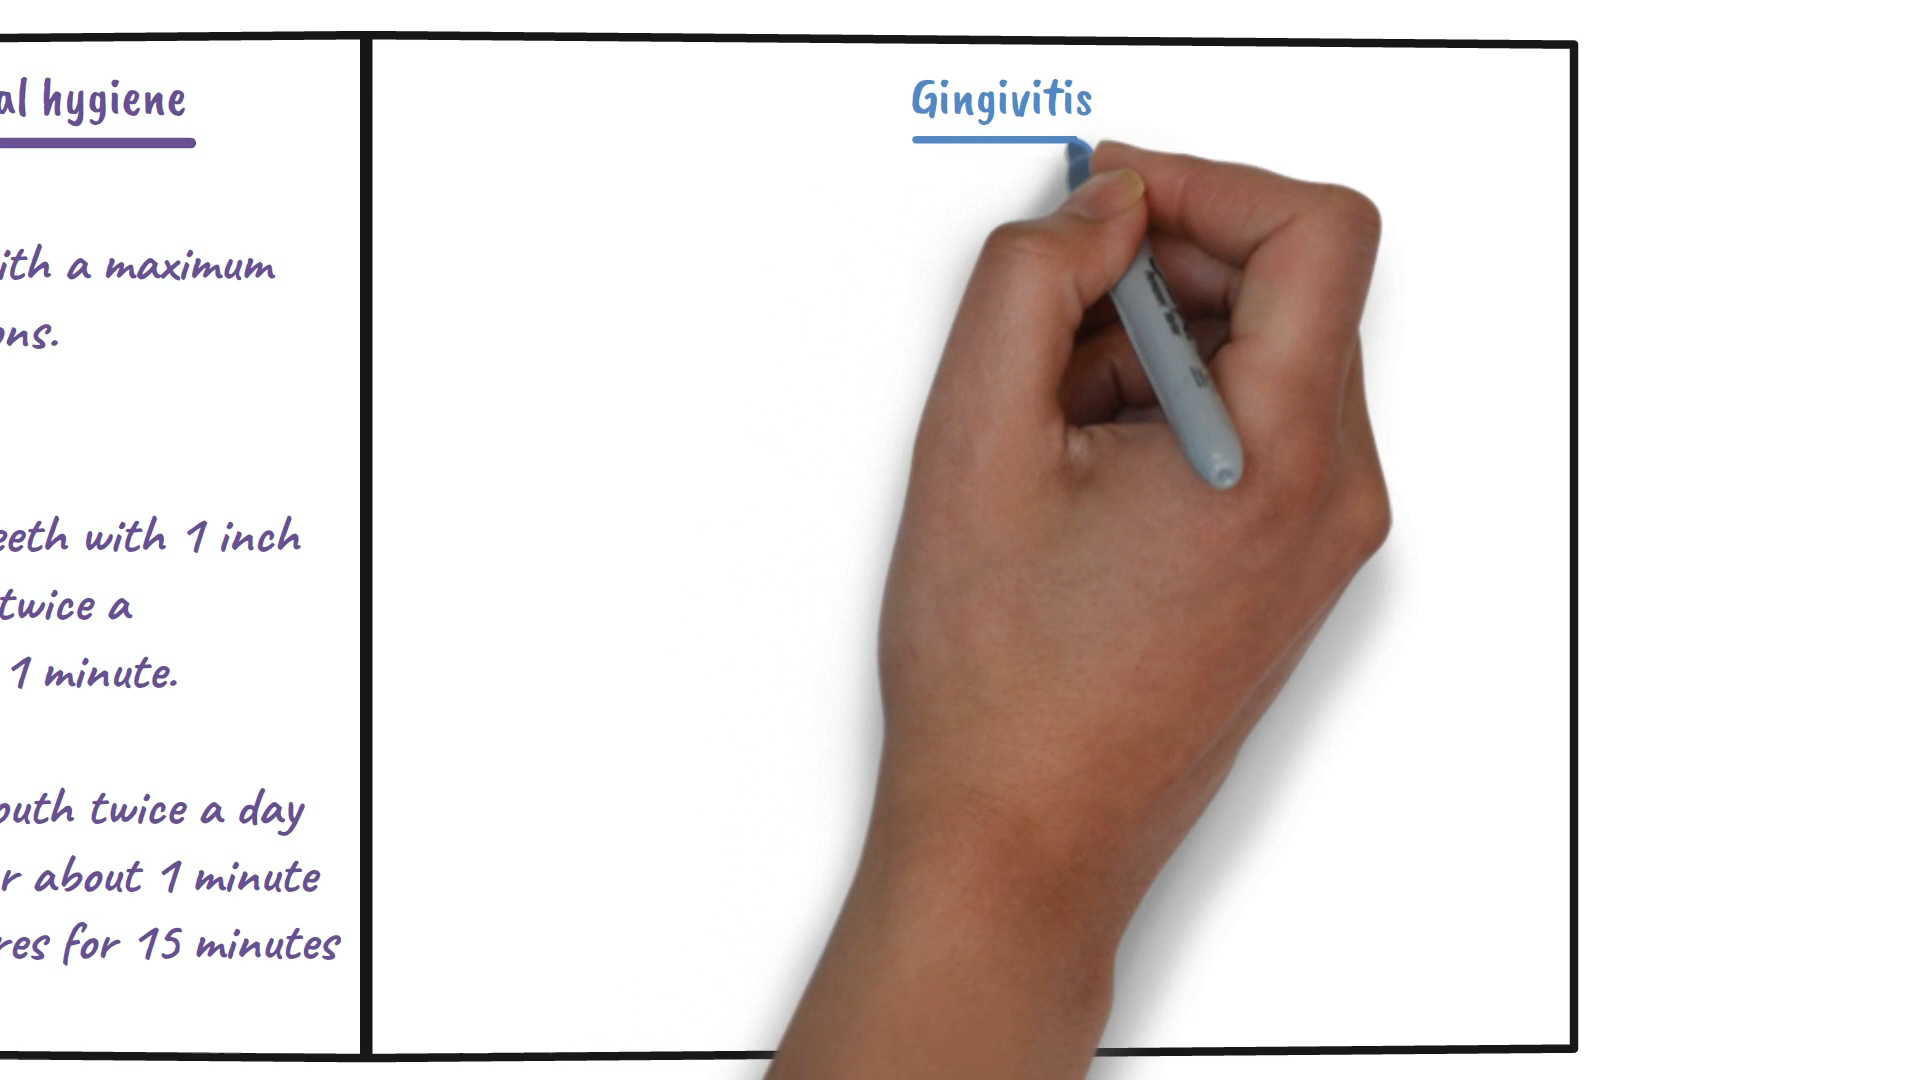 al hygiene
ith a maximum
ons.
eeth with 1 inch
twice a
1 minute.
outh twice a day
r about 1 minute
res for 15 minutes
Gingivitis